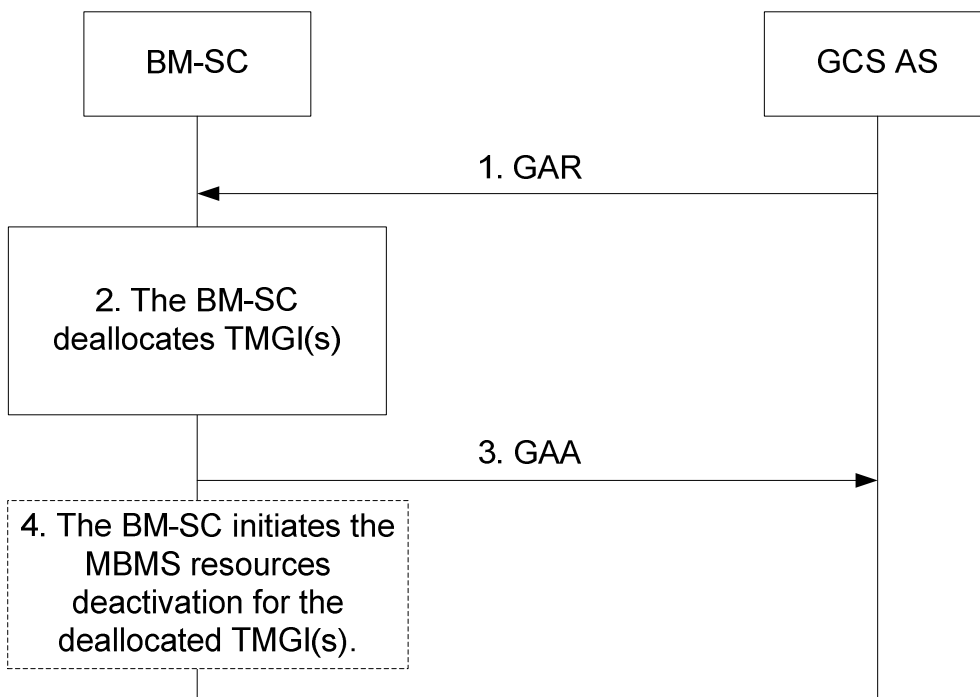 BM-SC
GCS AS
1. GAR
2. The BM-SC
deallocates TMGI(s)
3. GAA
4. The BM-SC initiates the
MBMS resources
deactivation for the
deallocated TMGI(s).